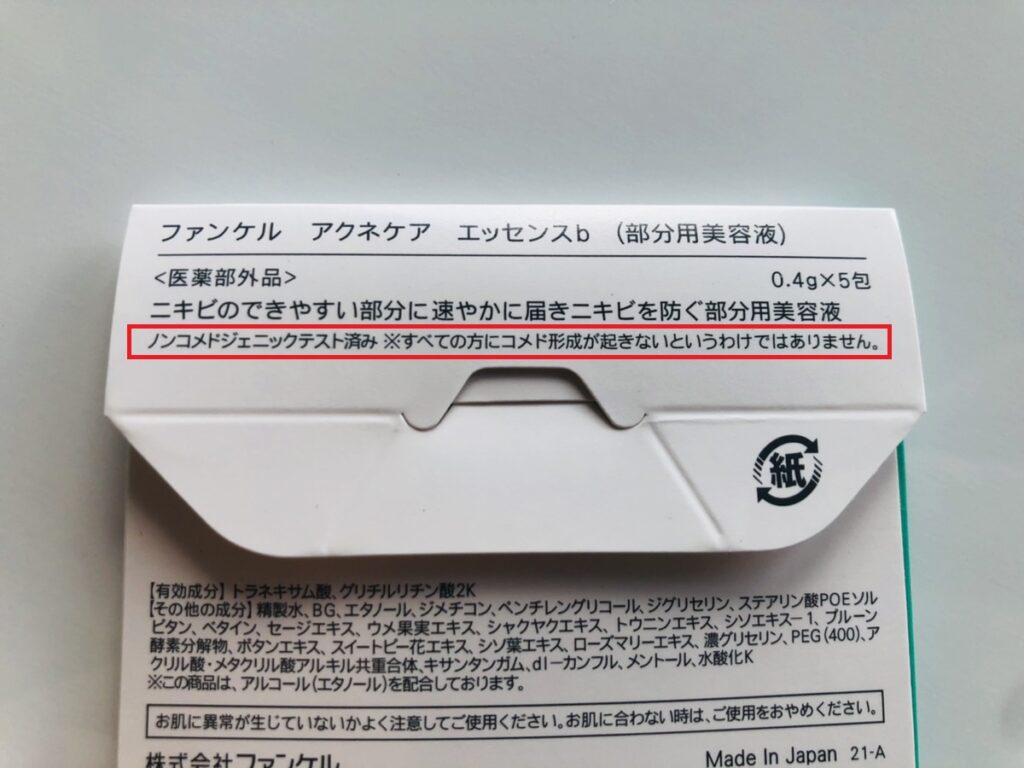 ファンケル アクネケア エッセンスb (部分用美容液)
<医薬部外品> 0.4g×5包
ニキビのできやすい部分に速やかに届きニキビを防ぐ部分用美容液
ノンコメドジェニックテスト済み ※すべての方にコメド形成が起きないというわけではありません。
紙
【有効成分】トラネキサム酸、グリチルリチン酸2K
【その他の成分】精製水、BG、エタノール、ジメチコン、ペンチレングリコール、ジグリセリン、ステアリン酸POEソル
ビタン、ベタイン、セージエキス、ウメ果実エキス、シャクヤクエキス、トウニンエキス、シソエキス-1、プルーン
酵素分解物、ボタンエキス、スイートピー花エキス、シソ葉エキス、ローズマリーエキス、濃グリセリン、PEG(400)、ア
クリル酸・メタクリル酸アルキル共重合体、キサンタンガム、dl-カンフル、メントール、水酸化K
※この商品は、アルコール(エタノール)を配合しております。
お肌に異常が生じていないかよく注意してご使用ください。お肌に合わない時は、ご使用をおやめください。
株式会社ファンケル Made In Japan 21-A